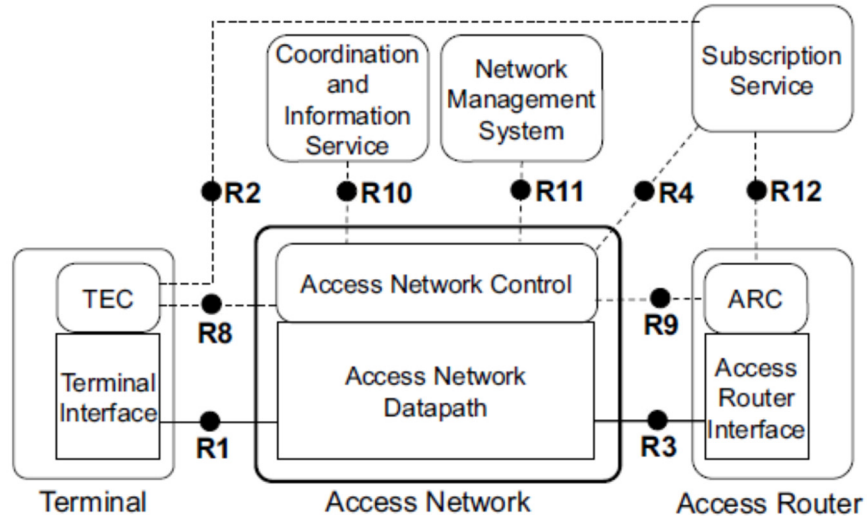 Coordination
and
Information
Service
Network
Management
System
Subscription
Service
R2
R10
R11
R4
R12
TEC
Access Network Control
ARC
R8
R9
Terminal
Interface
Access Network
Datapath
Access
Router
Interface
R1
R3
Terminal
Access Network
Access Router